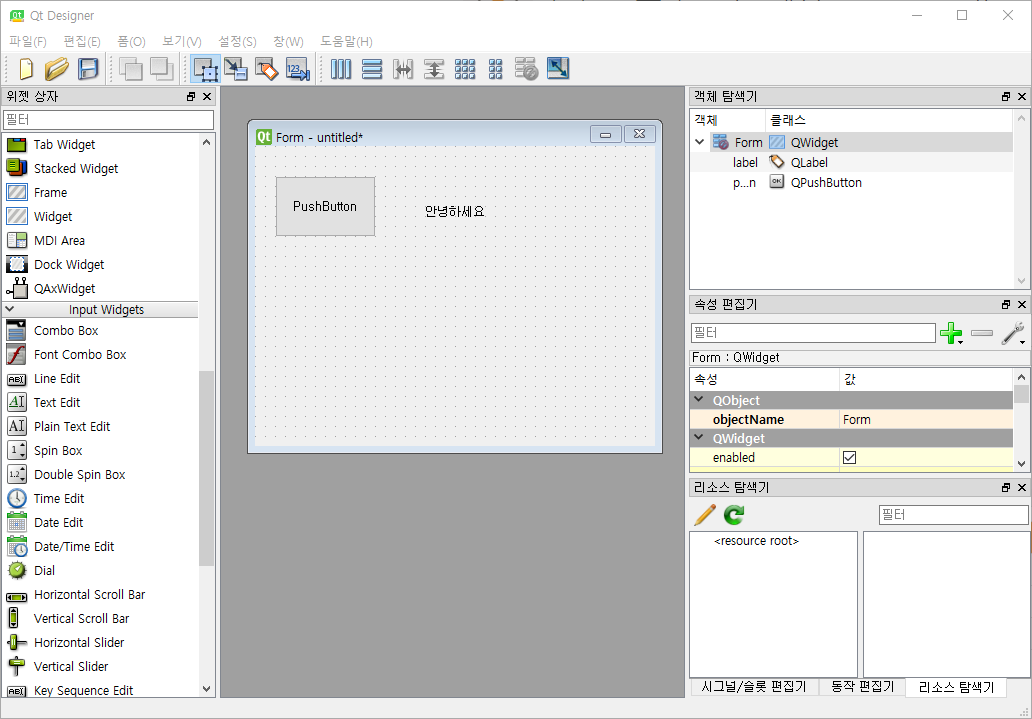 Qt Designer
파일(F) 편집(E) 폼(O) 보기(V) 설정(S) 창(W) 도움말(H)
위젯 상자
필터
Tab Widget
Stacked Widget
Frame
Widget
MDI Area
Dock Widget
QAxWidget
Input Widgets
Combo Box
Font Combo Box
Line Edit
Text Edit
Plain Text Edit
Spin Box
Double Spin Box
Time Edit
Date Edit
Date/Time Edit
Dial
Horizontal Scroll Bar
Vertical Scroll Bar
Horizontal Slider
Vertical Slider
Key Sequence Edit
Qt Form - untitled*
PushButton
안녕하세요
객체 탐색기
객체 클래스
Form QWidget
label QLabel
p...n QPushButton
속성 편집기
필터
Form : QWidget
속성 값
QObject
objectName Form
QWidget
enabled
리소스 탐색기
필터
<resource root>
시그널/슬롯 편집기 동작 편집기 리소스 탐색기